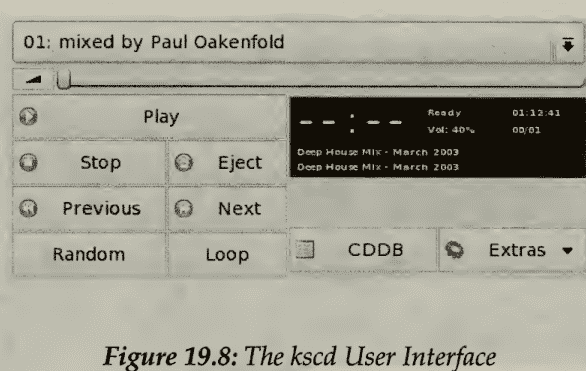 01: mixed by Paul Oakenfold
Play
Stop
Eject
Previous
Next
Random
Loop
--:--
Ready
01:12:41
Vol: 40%
00/01
Deep House Mix - March 2003
Deep House Mix - March 2003
CDDB
Extras
Figure 19.8: The kscd User Interface